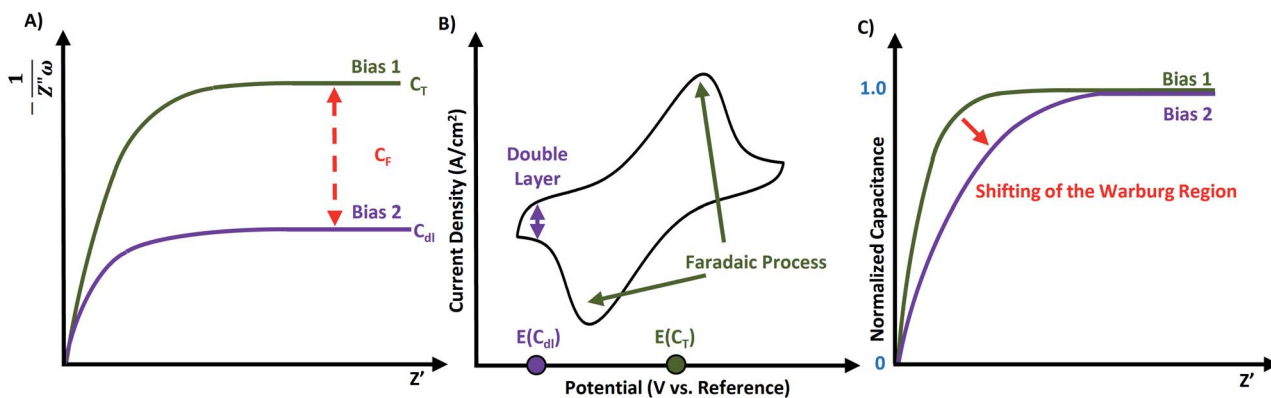 A)
1
Z"ω
Bias 1
C_T
C_F
Bias 2
C_dl
Z'
B)
Current Density (A/cm²)
Double
Layer
Faradaic Process
E(C_dl)
E(C_T)
Potential (V vs. Reference)
C)
Normalized Capacitance
1.0
0
Bias 1
Bias 2
Shifting of the Warburg Region
Z'